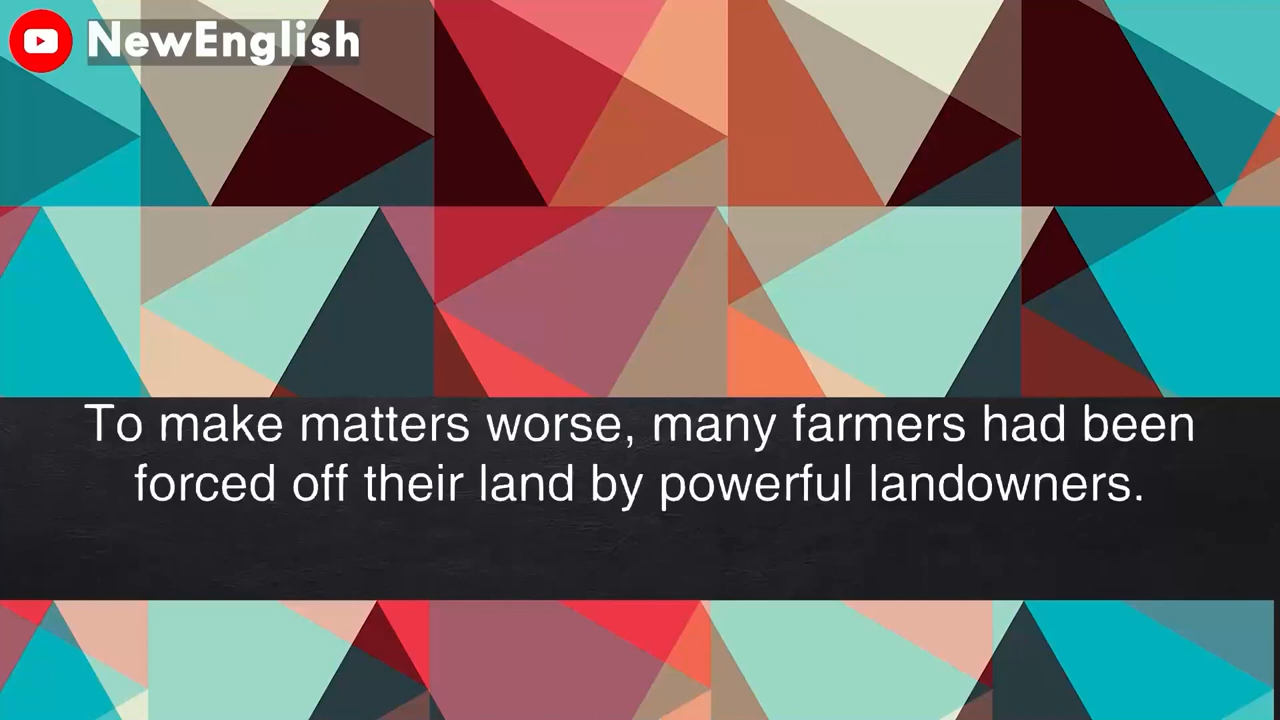 NewEnglish
To make matters worse, many farmers had been
forced off their land by powerful landowners.